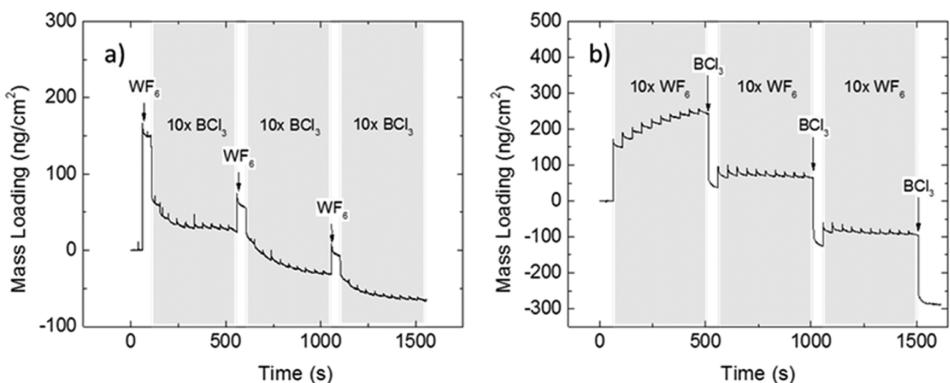 a)
WF6
10x BCl3
10x BCl3
10x BCl3
WF6
WF6
300
200
100
0
-100
Mass Loading (ng/cm2)
0
500
1000
1500
Time (s)
b)
BCl3
10x WF6
10x WF6
10x WF6
BCl3
BCl3
500
400
300
200
100
0
-100
-200
-300
Mass Loading (ng/cm2)
0
500
1000
1500
Time (s)